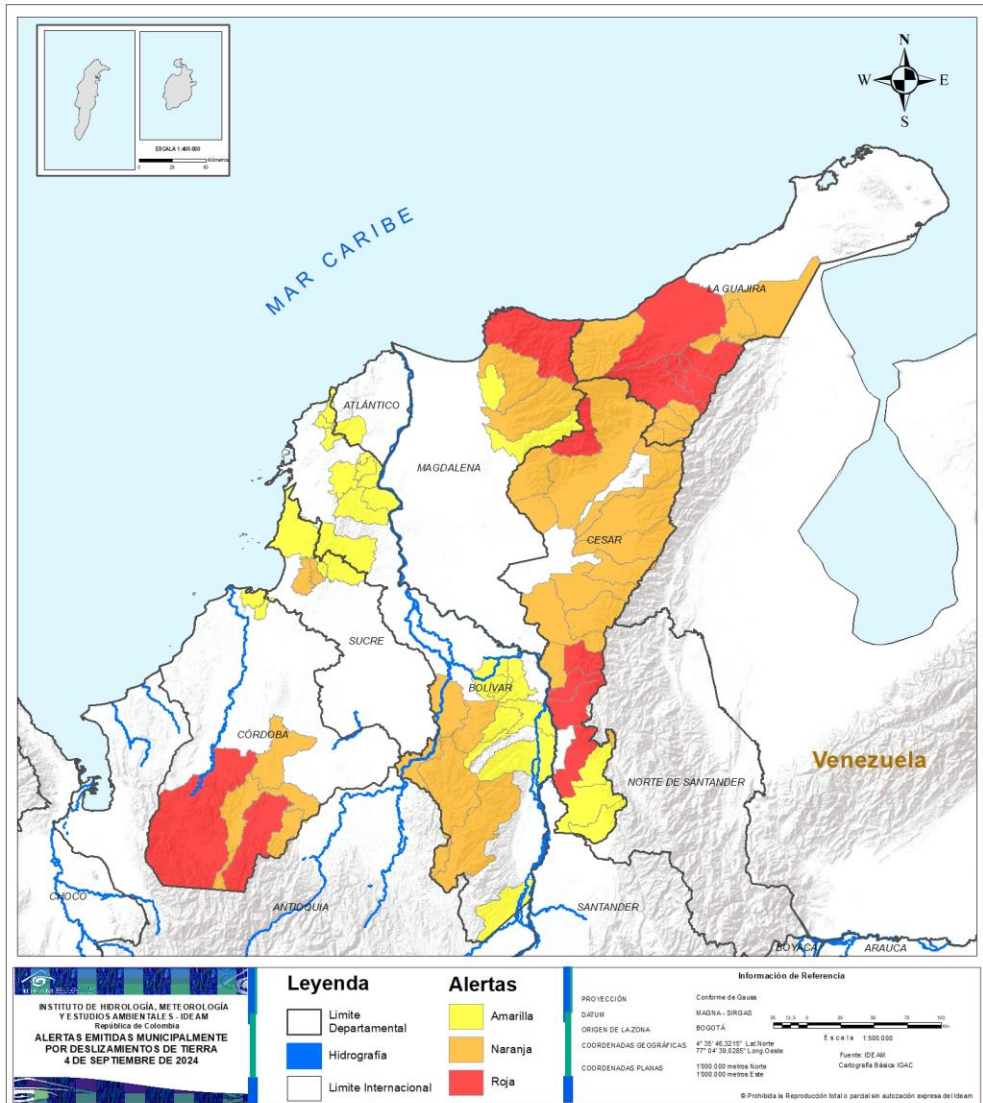 N
W
E
S
ESCALA 1:400.000
MAR CARIBE
LA GUAJIRA
ATLÁNTICO
MAGDALENA
CESAR
SUCRE
BOLÍVAR
CÓRDOBA
Venezuela
NORTE DE SANTANDER
CHOCO
ANTIOQUIA
SANTANDER
BOYACA
ARAUCA
IDEAM
INSTITUTO DE HIDROLOGÍA, METEOROLOGÍA
Y ESTUDIOS AMBIENTALES - IDEAM
República de Colombia
ALERTAS EMITIDAS MUNICIPALMENTE
POR DESLIZAMIENTOS DE TIERRA
4 DE SEPTIEMBRE DE 2024
Leyenda
Limite
Departamental
Hidrografía
Limite Internacional
Alertas
Amarilla
Naranja
Roja
Información de Referencia
PROYECCIÓN Conforme de Gauss
DATUM MAGNA - SIRGAS
ORIGEN DE LA ZONA BOGOTÁ
COORDENADAS GEOGRÁFICAS 4° 35' 46,3215" Lat.Norte
77° 04' 39,0285" Long.Oeste
COORDENADAS PLANAS 1'000.000 metros Norte
1'000.000 metros Este
Escala 1:500.000
Fuente: IDEAM
Cartografía Básica IGAC
© Prohibida la Reproducción total o parcial sin autozación expresa del Ideam